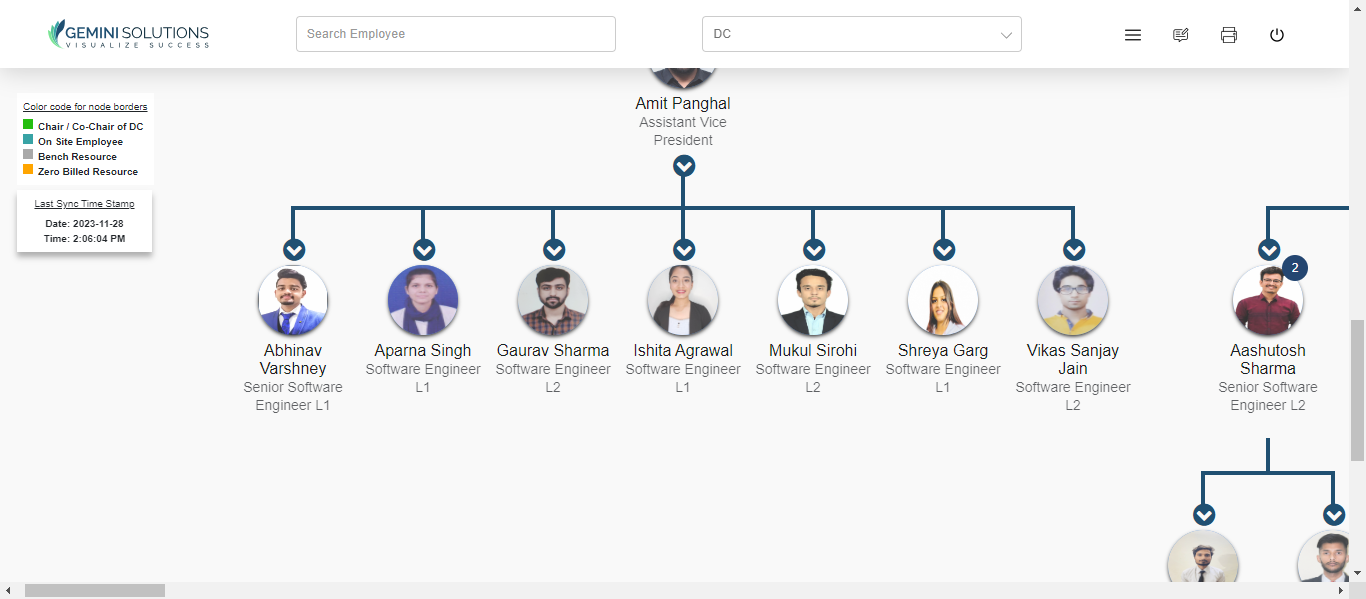 GEMINI SOLUTIONS
VISUALIZE SUCCESS
Search Employee
DC
Color code for node borders
Chair / Co-Chair of DC
On Site Employee
Bench Resource
Zero Billed Resource
Last Sync Time Stamp
Date: 2023-11-28
Time: 2:06:04 PM
Amit Panghal
Assistant Vice
President
Abhinav
Varshney
Senior Software
Engineer L1
Aparna Singh
Software Engineer
L1
Gaurav Sharma
Software Engineer
L2
Ishita Agrawal
Software Engineer
L1
Mukul Sirohi
Software Engineer
L2
Shreya Garg
Software Engineer
L1
Vikas Sanjay
Jain
Software Engineer
L2
2
Aashutosh
Sharma
Senior Software
Engineer L2